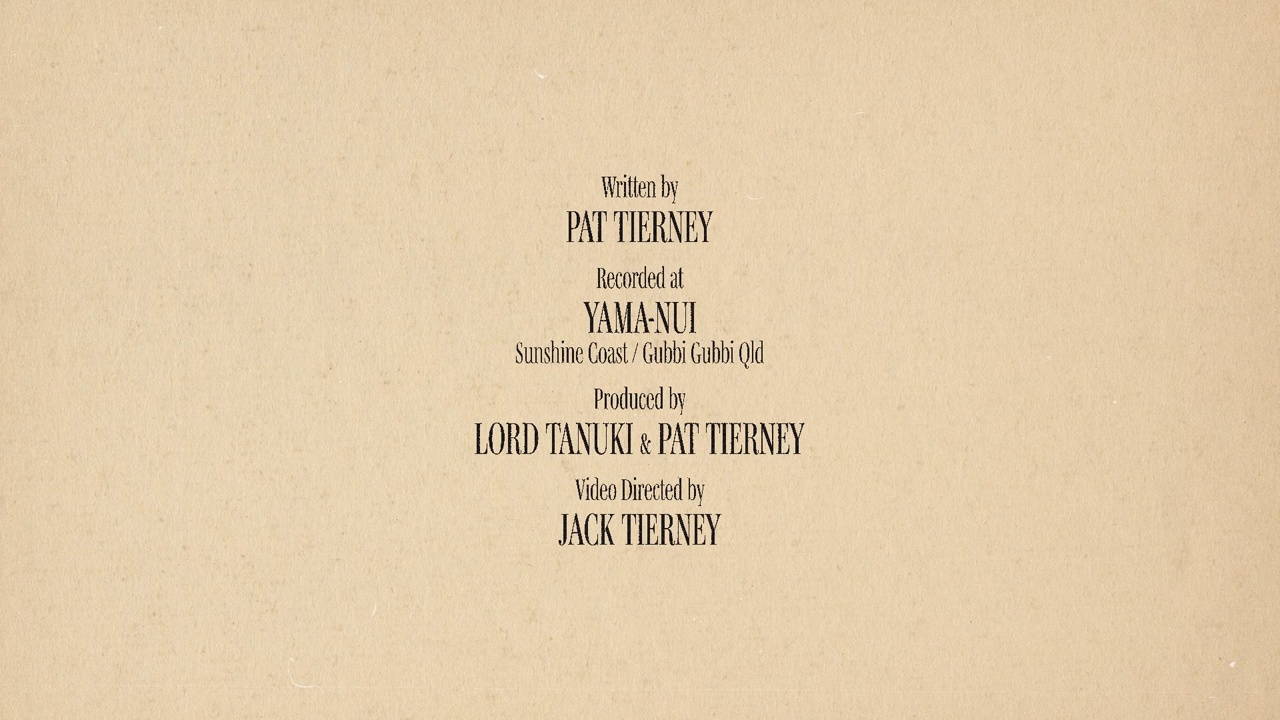 Written by
PAT TIERNEY
Recorded at
YAMA-NUI
Sunshine Coast / Gubbi Gubbi Qld
Produced by
LORD TANUKI & PAT TIERNEY
Video Directed by
JACK TIERNEY